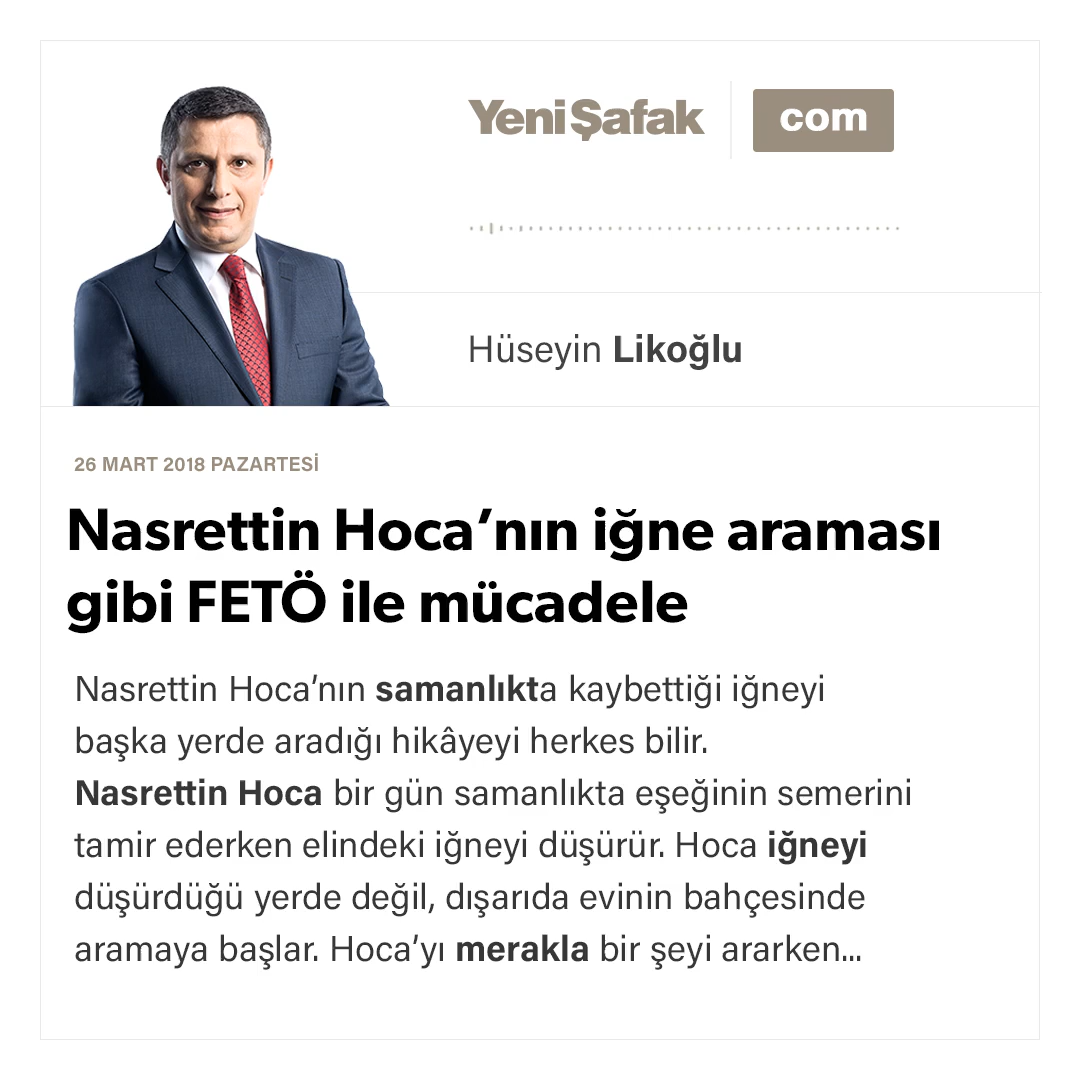 YeniŞafak com
Hüseyin Likoğlu
26 MART 2018 PAZARTESİ
Nasrettin Hoca’nın iğne araması
gibi FETÖ ile mücadele
Nasrettin Hoca’nın samanlıkta kaybettiği iğneyi
başka yerde aradığı hikâyeyi herkes bilir.
Nasrettin Hoca bir gün samanlıkta eşeğinin semerini
tamir ederken elindeki iğneyi düşürür. Hoca iğneyi
düşürdüğü yerde değil, dışarıda evinin bahçesinde
aramaya başlar. Hoca’yı merakla bir şeyi ararken...